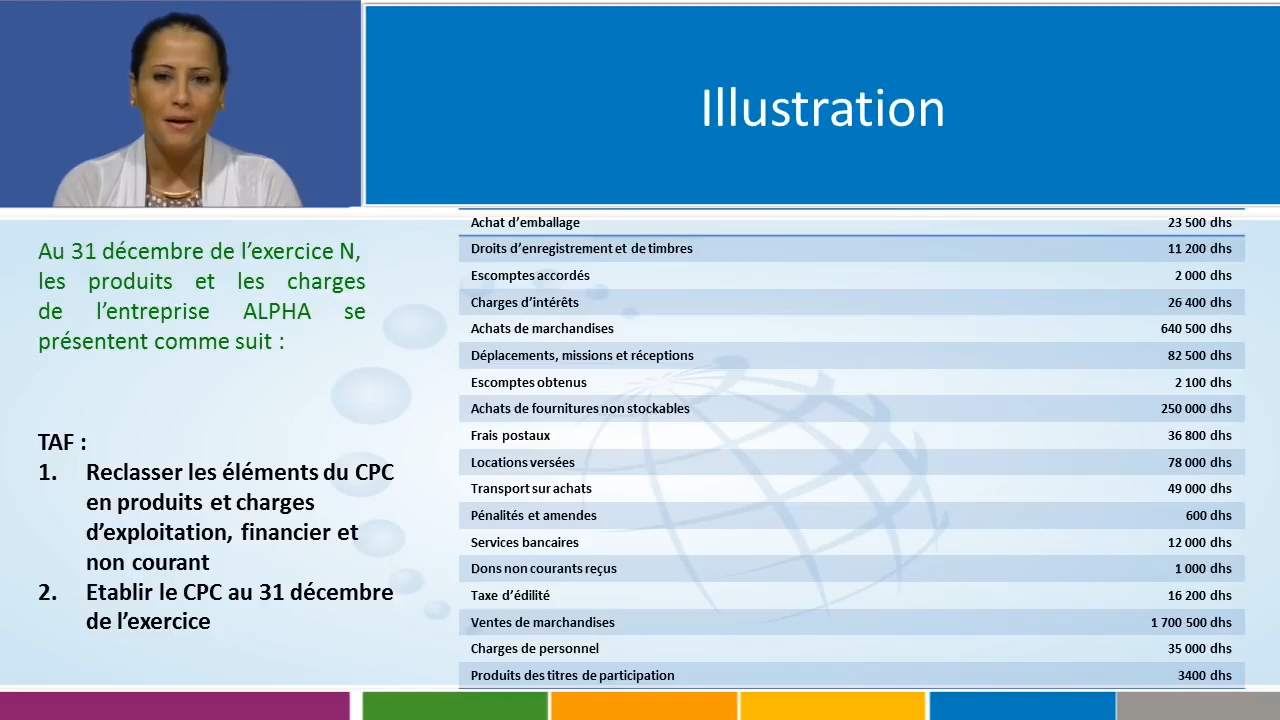 Illustration
Au 31 décembre de l'exercice N,
les produits et les charges
de l'entreprise ALPHA se
présentent comme suit :
TAF :
1. Reclasser les éléments du CPC
en produits et charges
d'exploitation, financier et
non courant
2. Etablir le CPC au 31 décembre
de l'exercice
Achat d'emballage 23 500 dhs
Droits d'enregistrement et de timbres 11 200 dhs
Escomptes accordés 2 000 dhs
Charges d'intérêts 26 400 dhs
Achats de marchandises 640 500 dhs
Déplacements, missions et réceptions 82 500 dhs
Escomptes obtenus 2 100 dhs
Achats de fournitures non stockables 250 000 dhs
Frais postaux 36 800 dhs
Locations versées 78 000 dhs
Transport sur achats 49 000 dhs
Pénalités et amendes 600 dhs
Services bancaires 12 000 dhs
Dons non courants reçus 1 000 dhs
Taxe d'édilité 16 200 dhs
Ventes de marchandises 1 700 500 dhs
Charges de personnel 35 000 dhs
Produits des titres de participation 3400 dhs